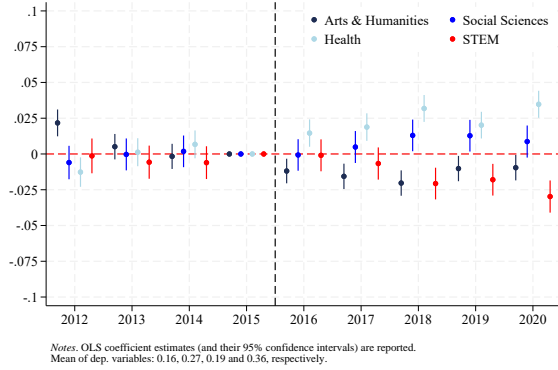 .1
.075
.05
.025
0
-.025
-.05
-.075
-.1
Arts & Humanities
Social Sciences
Health
STEM
2012 2013 2014 2015 2016 2017 2018 2019 2020
Notes. OLS coefficient estimates (and their 95% confidence intervals) are reported.
Mean of dep. variables: 0.16, 0.27, 0.19 and 0.36, respectively.